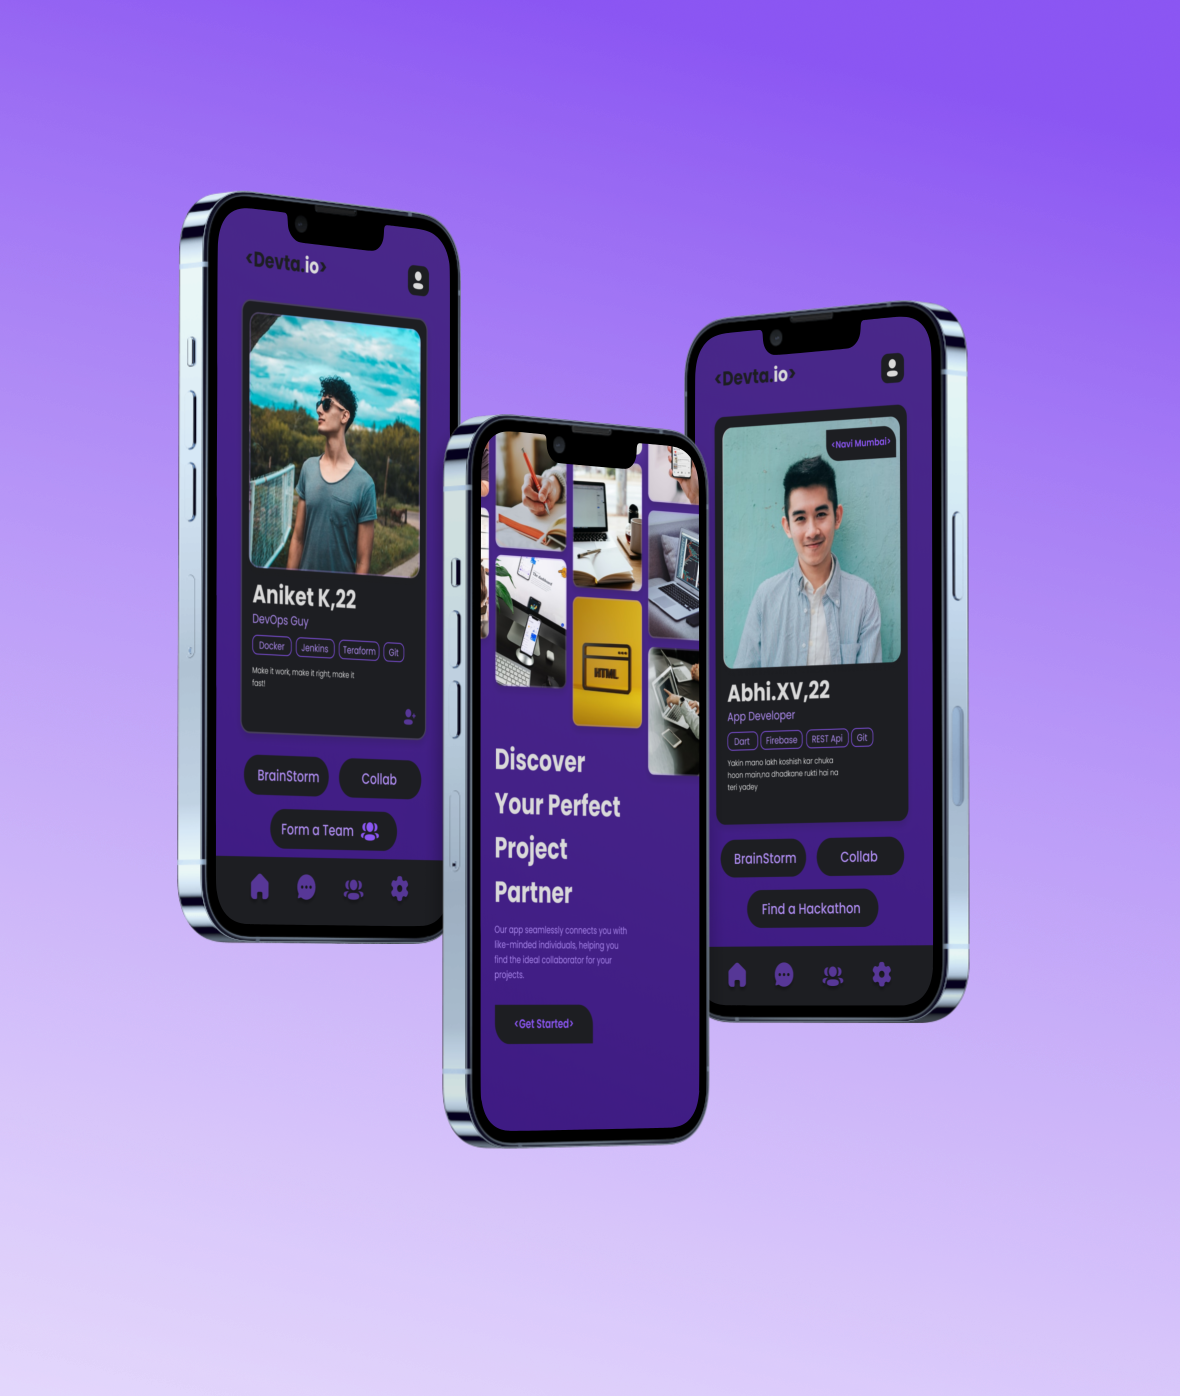 <Devta.io>
Aniket K,22
DevOps Guy
Docker Jenkins Teraform Git
Make it work, make it right, make it
fast!
BrainStorm Collab
Form a Team
HTML
Discover
Your Perfect
Project
Partner
Our app seamlessly connects you with
like-minded individuals, helping you
find the ideal collaborator for your
projects.
<Get Started>
<Devta.io>
<Navi Mumbai>
Abhi.XV,22
App Developer
Dart Firebase REST Api Git
Yakin mano lakh koshish kar chuka
hoon main,na dhadkane rukti hai na
teri yadey
BrainStorm Collab
Find a Hackathon